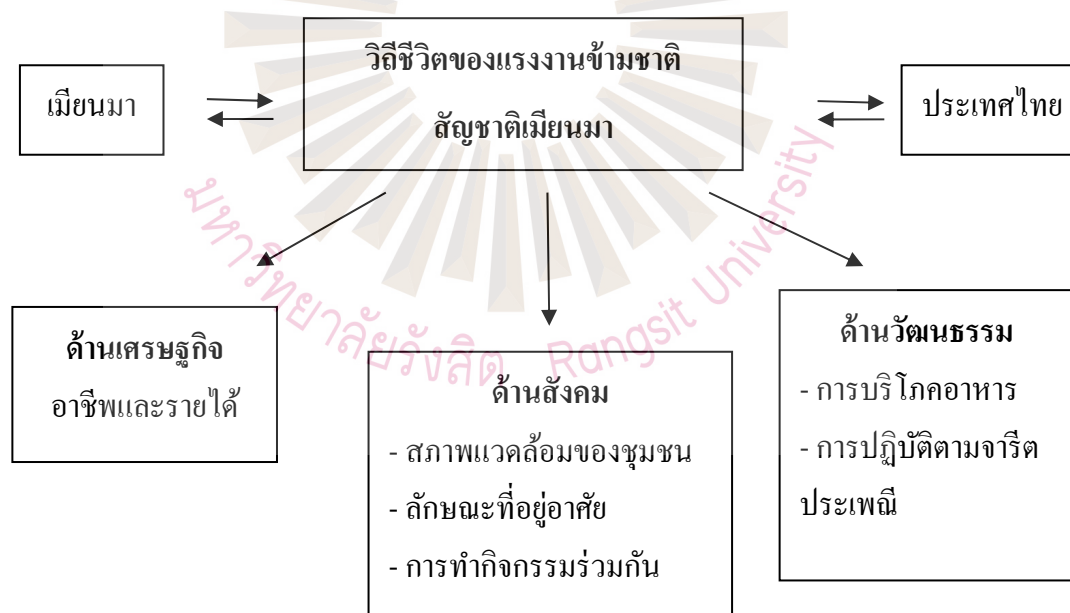 วิถีชีวิตของแรงงานข้ามชาติ
สัญชาติเมียนมา
เมียนมา
ประเทศไทย
มหาวิทยาลัยรังสิต Rangsit University
ด้านเศรษฐกิจ
อาชีพและรายได้
ด้านสังคม
- สภาพแวดล้อมของชุมชน
- ลักษณะที่อยู่อาศัย
- การทำกิจกรรมร่วมกัน
ด้านวัฒนธรรม
- การบริโภคอาหาร
- การปฏิบัติตามจารีต
ประเพณี